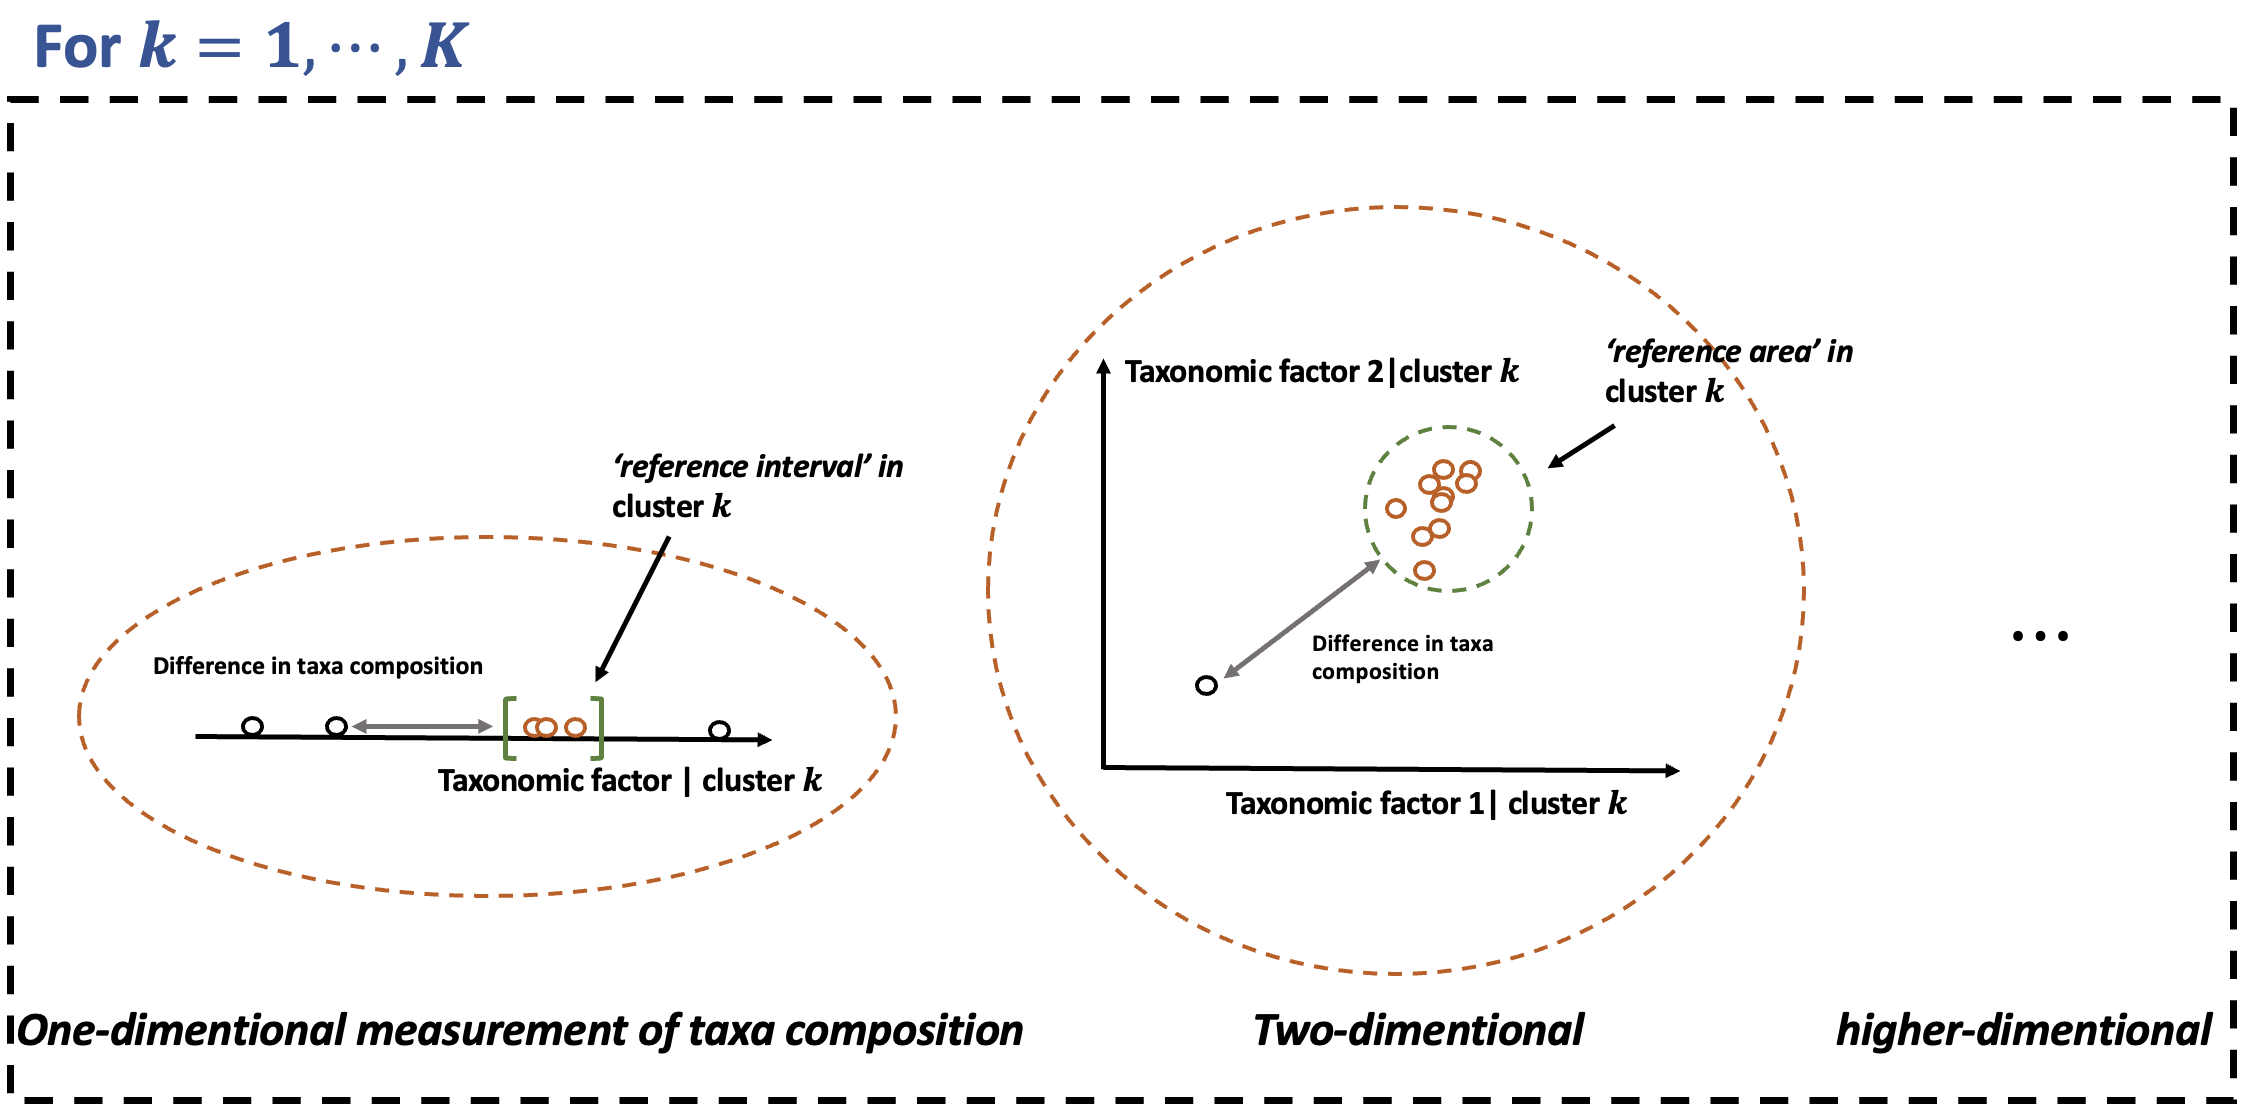 For k = 1, ⋯ , K
‘reference area’ in
cluster k
Taxonomic factor 2|cluster k
‘reference interval’ in
cluster k
Difference in taxa composition
Difference in taxa
composition
...
Taxonomic factor | cluster k
Taxonomic factor 1| cluster k
One-dimentional measurement of taxa composition
Two-dimentional
higher-dimentional